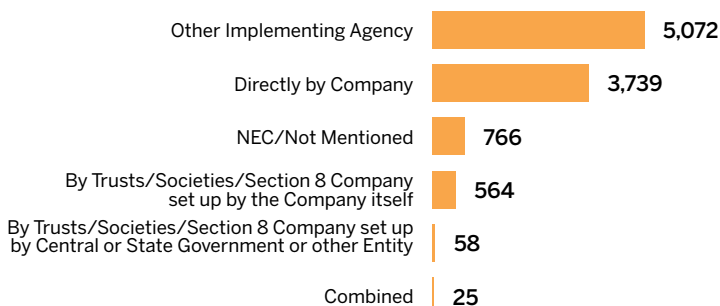 Other Implementing Agency 5,072
Directly by Company 3,739
NEC/Not Mentioned 766
By Trusts/Societies/Section 8 Company
set up by the Company itself 564
By Trusts/Societies/Section 8 Company set up
by Central or State Government or other Entity 58
Combined 25